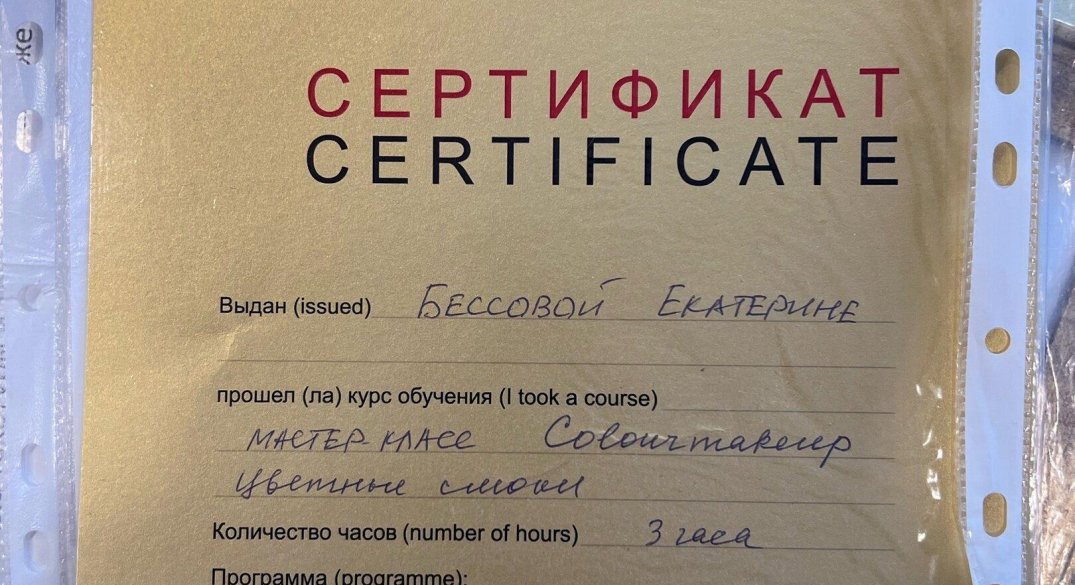 же
СЕРТИФИКАТ
CERTIFICATE
Выдан (issued) БЕССОВОЙ ЕКАТЕРИНЕ
прошел (ла) курс обучения (I took a course)
МАСТЕР-КЛАСС Colourmakeup
Цветные смоки
Количество часов (number of hours) 3 часа
Программа (programme):